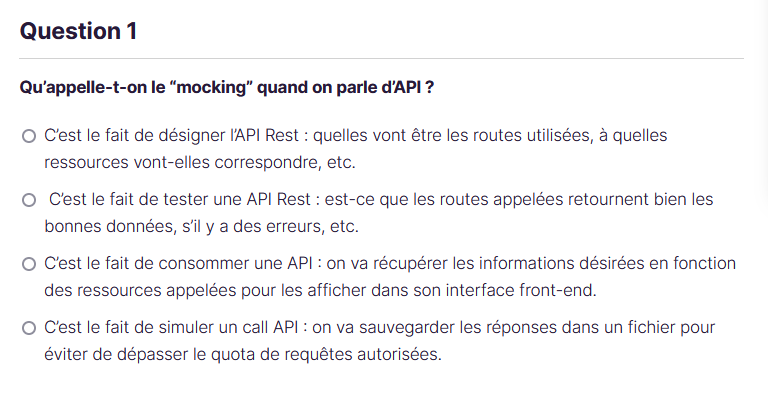 Question 1
Qu’appelle-t-on le “mocking” quand on parle d’API ?
C’est le fait de désigner l’API Rest : quelles vont être les routes utilisées, à quelles
ressources vont-elles correspondre, etc.
C’est le fait de tester une API Rest : est-ce que les routes appelées retournent bien les
bonnes données, s’il y a des erreurs, etc.
C’est le fait de consommer une API : on va récupérer les informations désirées en fonction
des ressources appelées pour les afficher dans son interface front-end.
C’est le fait de simuler un call API : on va sauvegarder les réponses dans un fichier pour
éviter de dépasser le quota de requêtes autorisées.